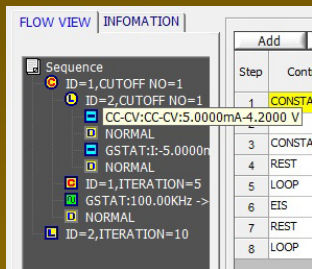 FLOW VIEW INFOMATION
Add
Step Cont
Sequence
ID=1,CUTOFF NO=1
ID=2,CUTOFF NO=1
CC-CV:CC-CV:5.0000mA-4.2000 V
NORMAL
GSTAT:I:-5.0000n
NORMAL
ID=1,ITERATION=5
GSTAT:100.00KHz ->
NORMAL
ID=2,ITERATION=10
1 CONSTA
3 CONSTA
4 REST
5 LOOP
6 EIS
7 REST
8 LOOP